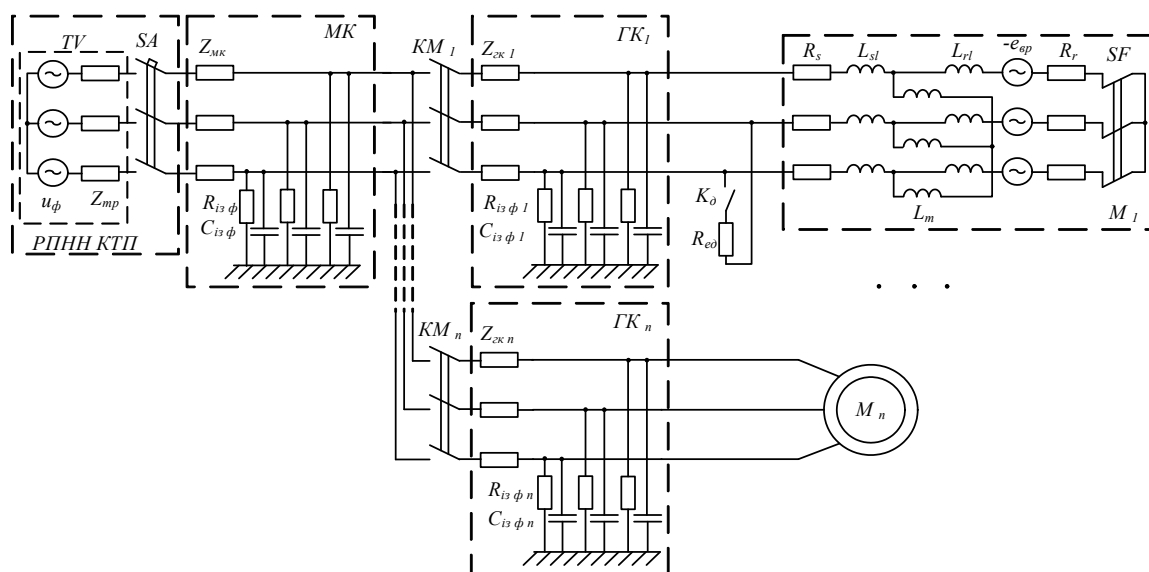 TV
SA
Zмк
МК
КМ 1
Zгк 1
ГК1
Rs
Lsl
Lrl
-eвр
Rr
SF
uф
Zтр
РПНН КТП
Rіз ф
Cіз ф
Rіз ф 1
Cіз ф 1
Kд
Rед
Lm
М 1
. . .
КМ n
Zгк n
ГК n
М n
Rіз ф n
Cіз ф n